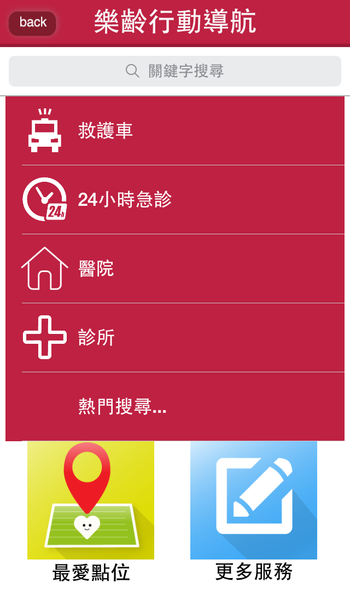 back
樂齡行動導航
關鍵字搜尋
救護車
24小時急診
24h
醫院
診所
熱門搜尋...
最愛點位
更多服務